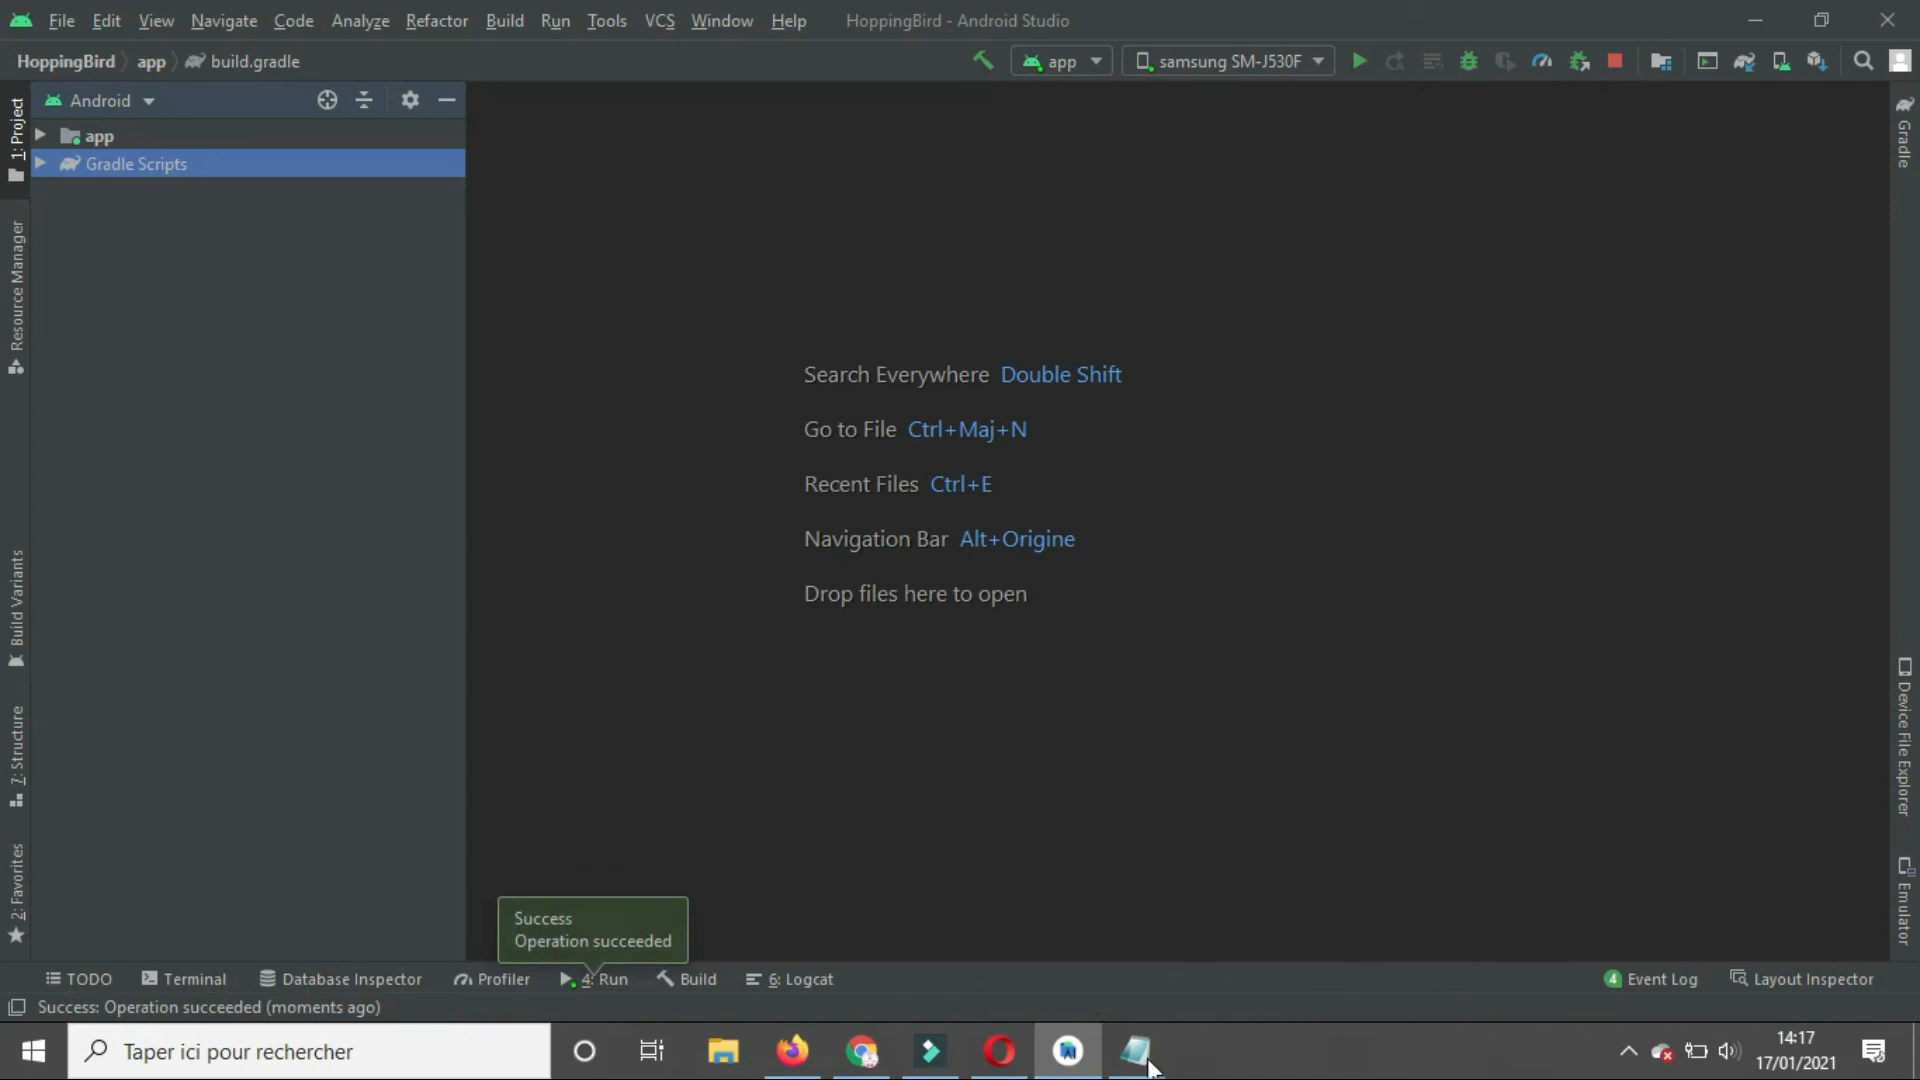 File Edit View Navigate Code Analyze Refactor Build Run Tools VCS Window Help HoppingBird - Android Studio
HoppingBird app build.gradle app samsung SM-J530F
Android
app
Gradle Scripts
1: Project
Resource Manager
Build Variants
7: Structure
2: Favorites
Search Everywhere Double Shift
Go to File Ctrl+Maj+N
Recent Files Ctrl+E
Navigation Bar Alt+Origine
Drop files here to open
Gradle
Device File Explorer
Emulator
Success
Operation succeeded
TODO Terminal Database Inspector Profiler 4: Run Build 6: Logcat 4 Event Log Layout Inspector
Success: Operation succeeded (moments ago)
Taper ici pour rechercher
14:17
17/01/2021